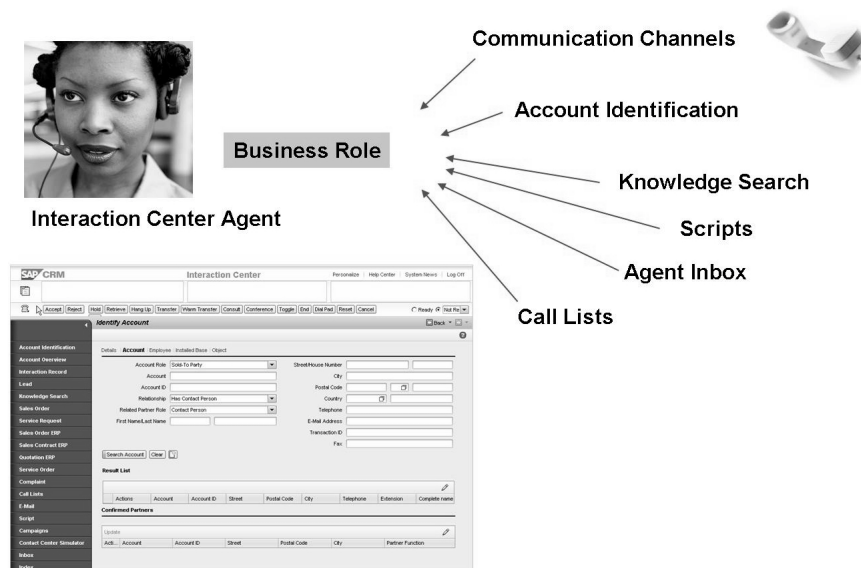 Communication Channels
Account Identification
Business Role
Knowledge Search
Interaction Center Agent
Scripts
Agent Inbox
Call Lists
SAP CRM Interaction Center Personalize Help Center System News Log Off
Accept Reject Hold Retrieve Hang Up Transfer Warm Transfer Consult Conference Toggle End Dial Pad Reset Cancel Ready Not Re
Identify Account Back
Account Identification
Account Overview
Interaction Record
Lead
Knowledge Search
Sales Order
Service Request
Sales Order ERP
Sales Contract ERP
Quotation ERP
Service Order
Complaint
Call Lists
E-Mail
Script
Campaigns
Contact Center Simulator
Inbox
Index
Details Account Employee Installed Base Object
Account Role Sold-To Party Street/House Number
Account City
Account ID Postal Code
Relationship Has Contact Person Country
Related Partner Role Contact Person Telephone
First Name/Last Name E-Mail Address
Transaction ID
Fax
Search Account Clear
Result List
Actions Account Account ID Street Postal Code City Telephone Extension Complete name
Confirmed Partners
Update
Acti... Account Account ID Street Postal Code City Partner Function